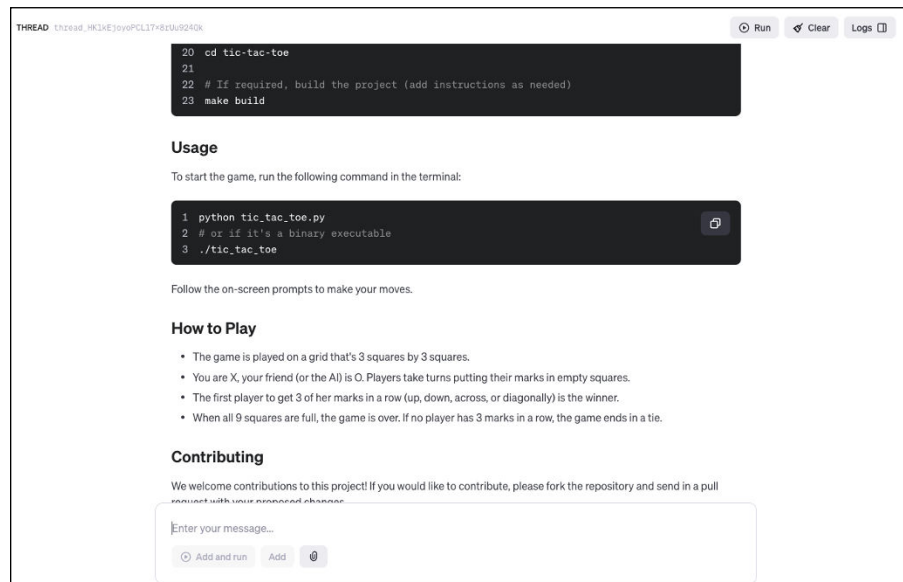 THREAD thread_HKlkEjoyoPCLl7x8rUu924Qk Run Clear Logs
20 cd tic-tac-toe
21
22 # If required, build the project (add instructions as needed)
23 make build
Usage
To start the game, run the following command in the terminal:
1 python tic_tac_toe.py
2 # or if it's a binary executable
3 ./tic_tac_toe
Follow the on-screen prompts to make your moves.
How to Play
• The game is played on a grid that's 3 squares by 3 squares.
• You are X, your friend (or the AI) is O. Players take turns putting their marks in empty squares.
• The first player to get 3 of her marks in a row (up, down, across, or diagonally) is the winner.
• When all 9 squares are full, the game is over. If no player has 3 marks in a row, the game ends in a tie.
Contributing
We welcome contributions to this project! If you would like to contribute, please fork the repository and send in a pull
request with your proposed changes.
Enter your message...
Add and run Add